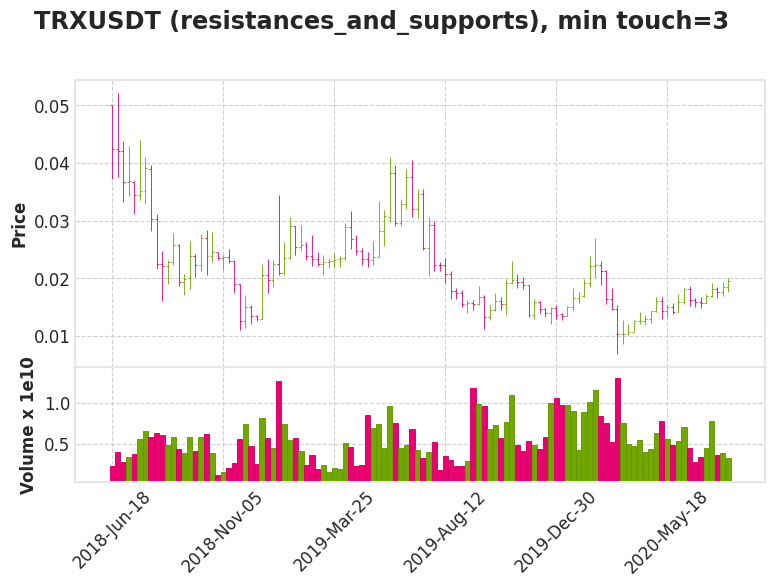 TRXUSDT (resistances_and_supports), min touch=3
Price
0.05
0.04
0.03
0.02
0.01
Volume x 1e10
1.0
0.5
2018-Jun-18
2018-Nov-05
2019-Mar-25
2019-Aug-12
2019-Dec-30
2020-May-18